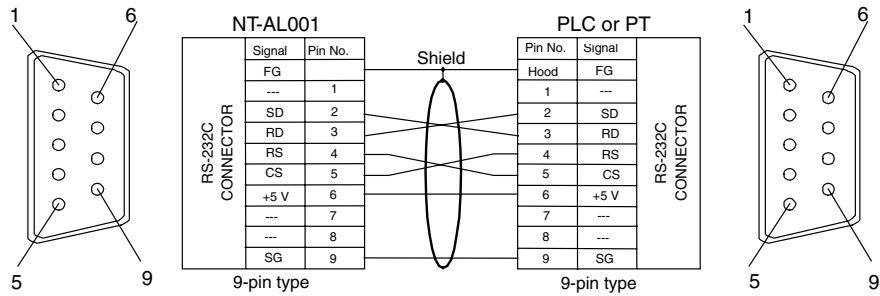 1
6
5
9
NT-AL001
RS-232C
CONNECTOR
Signal Pin No.
FG
--- 1
SD 2
RD 3
RS 4
CS 5
+5 V 6
--- 7
--- 8
SG 9
9-pin type
Shield
PLC or PT
Pin No. Signal
Hood FG
1 ---
2 SD
3 RD
4 RS
5 CS
6 +5 V
7 ---
8 ---
9 SG
RS-232C
CONNECTOR
9-pin type
1
6
5
9